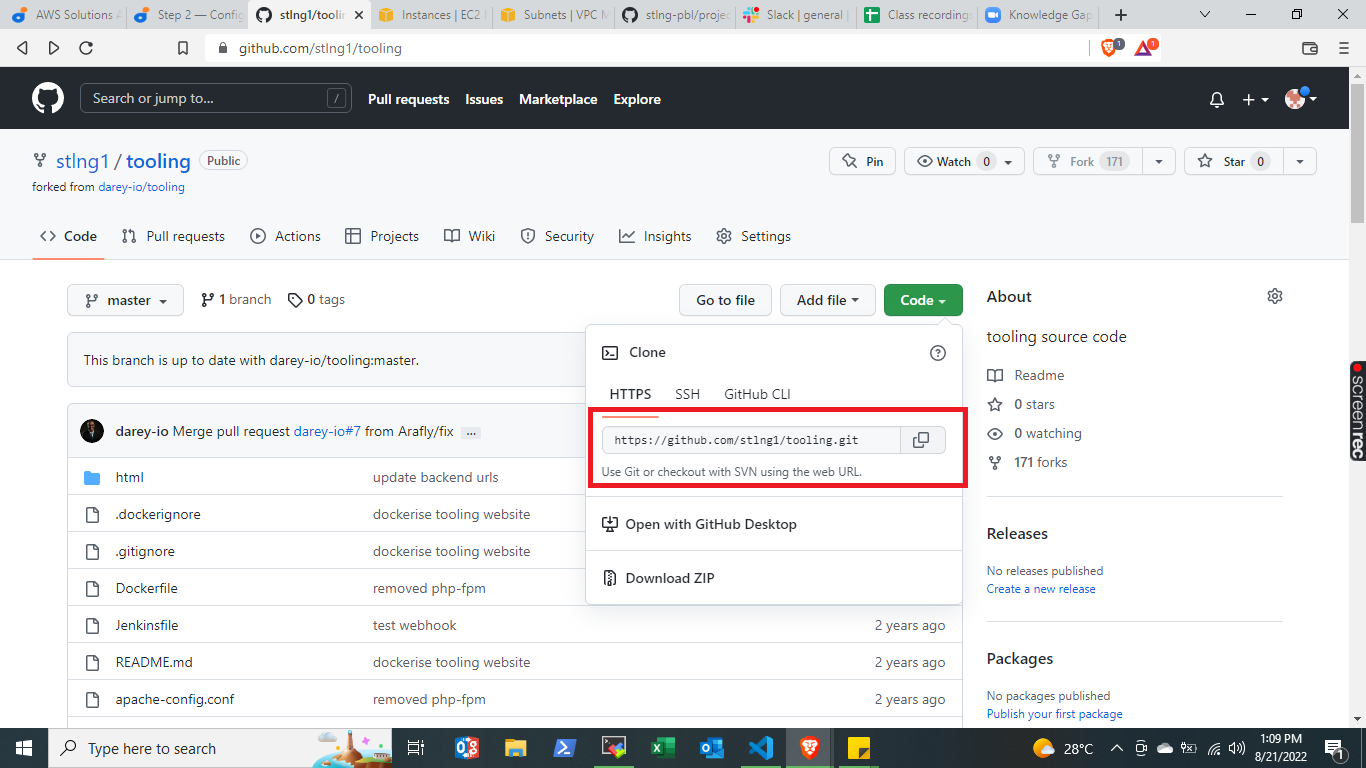 AWS Solutions A
Step 2 — Config
stlng1/toolin
Instances | EC2 
Subnets | VPC M
stlng-pbl/projec
Slack | general |
Class recordings
Knowledge Gap
github.com/stlng1/tooling
1
1
Search or jump to...
/
Pull requests
Issues
Marketplace
Explore
stlng1 / tooling
Public
Pin
Watch 0
Fork 171
Star 0
forked from darey-io/tooling
Code
Pull requests
Actions
Projects
Wiki
Security
Insights
Settings
master
1 branch
0 tags
Go to file
Add file
Code
This branch is up to date with darey-io/tooling:master.
Clone
HTTPS
SSH
GitHub CLI
https://github.com/stlng1/tooling.git
Use Git or checkout with SVN using the web URL.
Open with GitHub Desktop
Download ZIP
darey-io Merge pull request darey-io#7 from Arafly/fix ...
html update backend urls
.dockerignore dockerise tooling website
.gitignore dockerise tooling website
Dockerfile removed php-fpm
Jenkinsfile test webhook 2 years ago
README.md dockerise tooling website 2 years ago
apache-config.conf removed php-fpm 2 years ago
About
tooling source code
Readme
0 stars
0 watching
171 forks
Releases
No releases published
Create a new release
Packages
No packages published
Publish your first package
screenrec
Type here to search
28°C
1:09 PM
8/21/2022
1